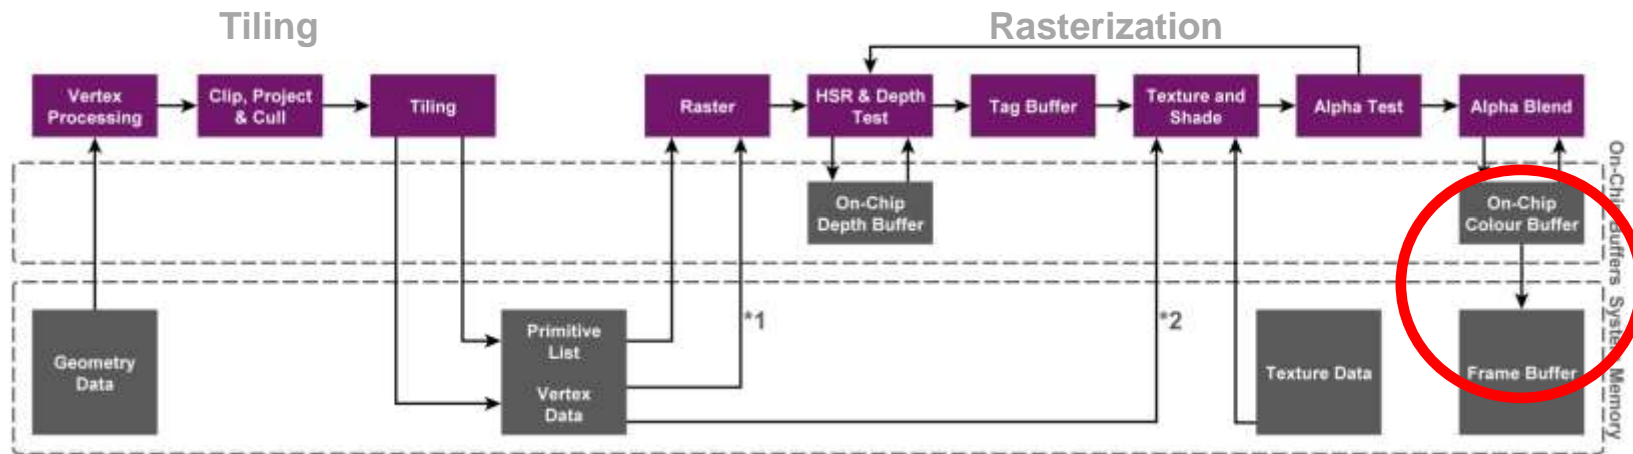 Tiling
Rasterization
Vertex
Processing
Clip, Project
& Cull
Tiling
Raster
HSR & Depth
Test
Tag Buffer
Texture and
Shade
Alpha Test
Alpha Blend
On-Chip
Depth Buffer
On-Chip
Colour Buffer
On-Chip Buffers
Geometry
Data
Primitive
List
Vertex
Data
*1
*2
Texture Data
Frame Buffer
System Memory